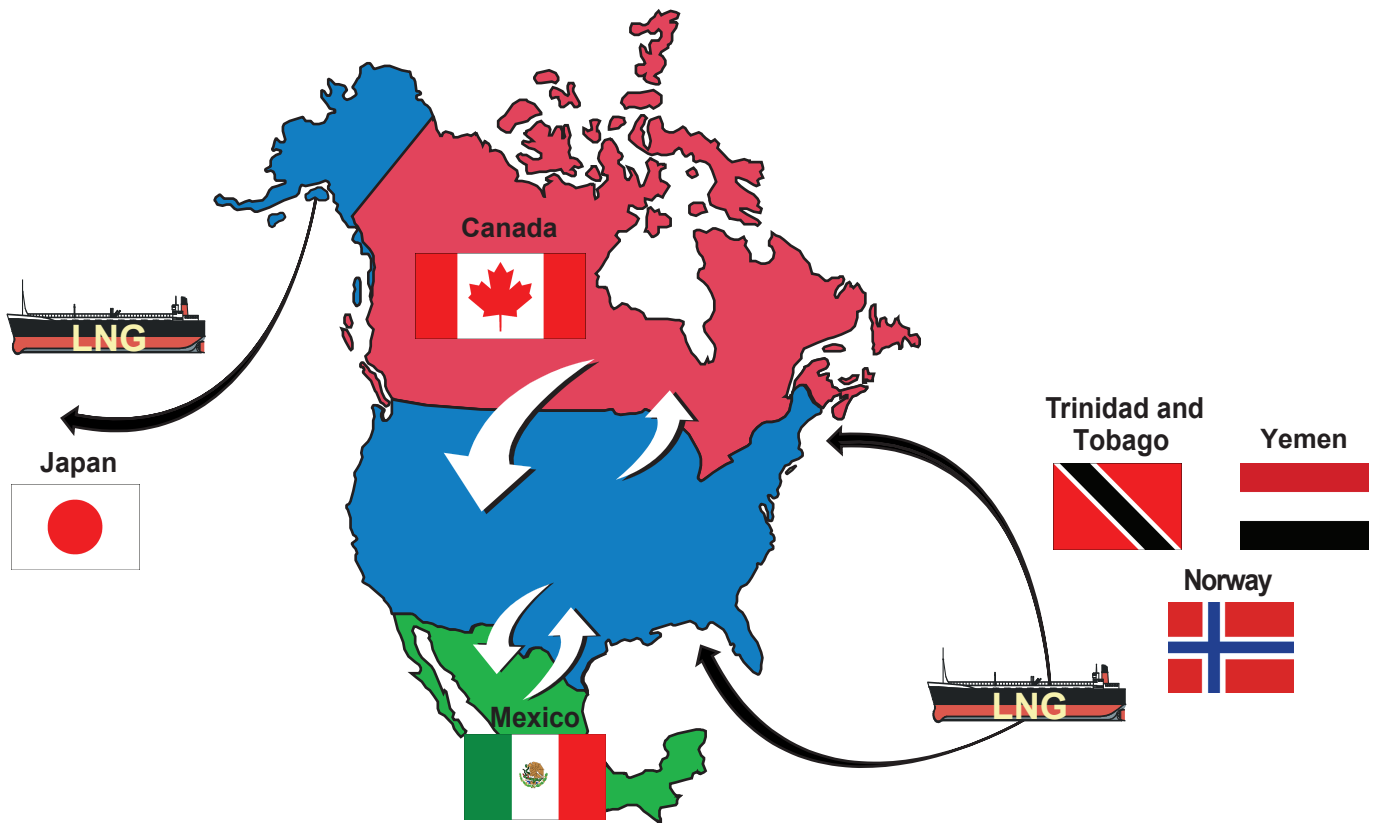 Canada
LNG
Japan
Trinidad and
Tobago
Yemen
Norway
LNG
Mexico